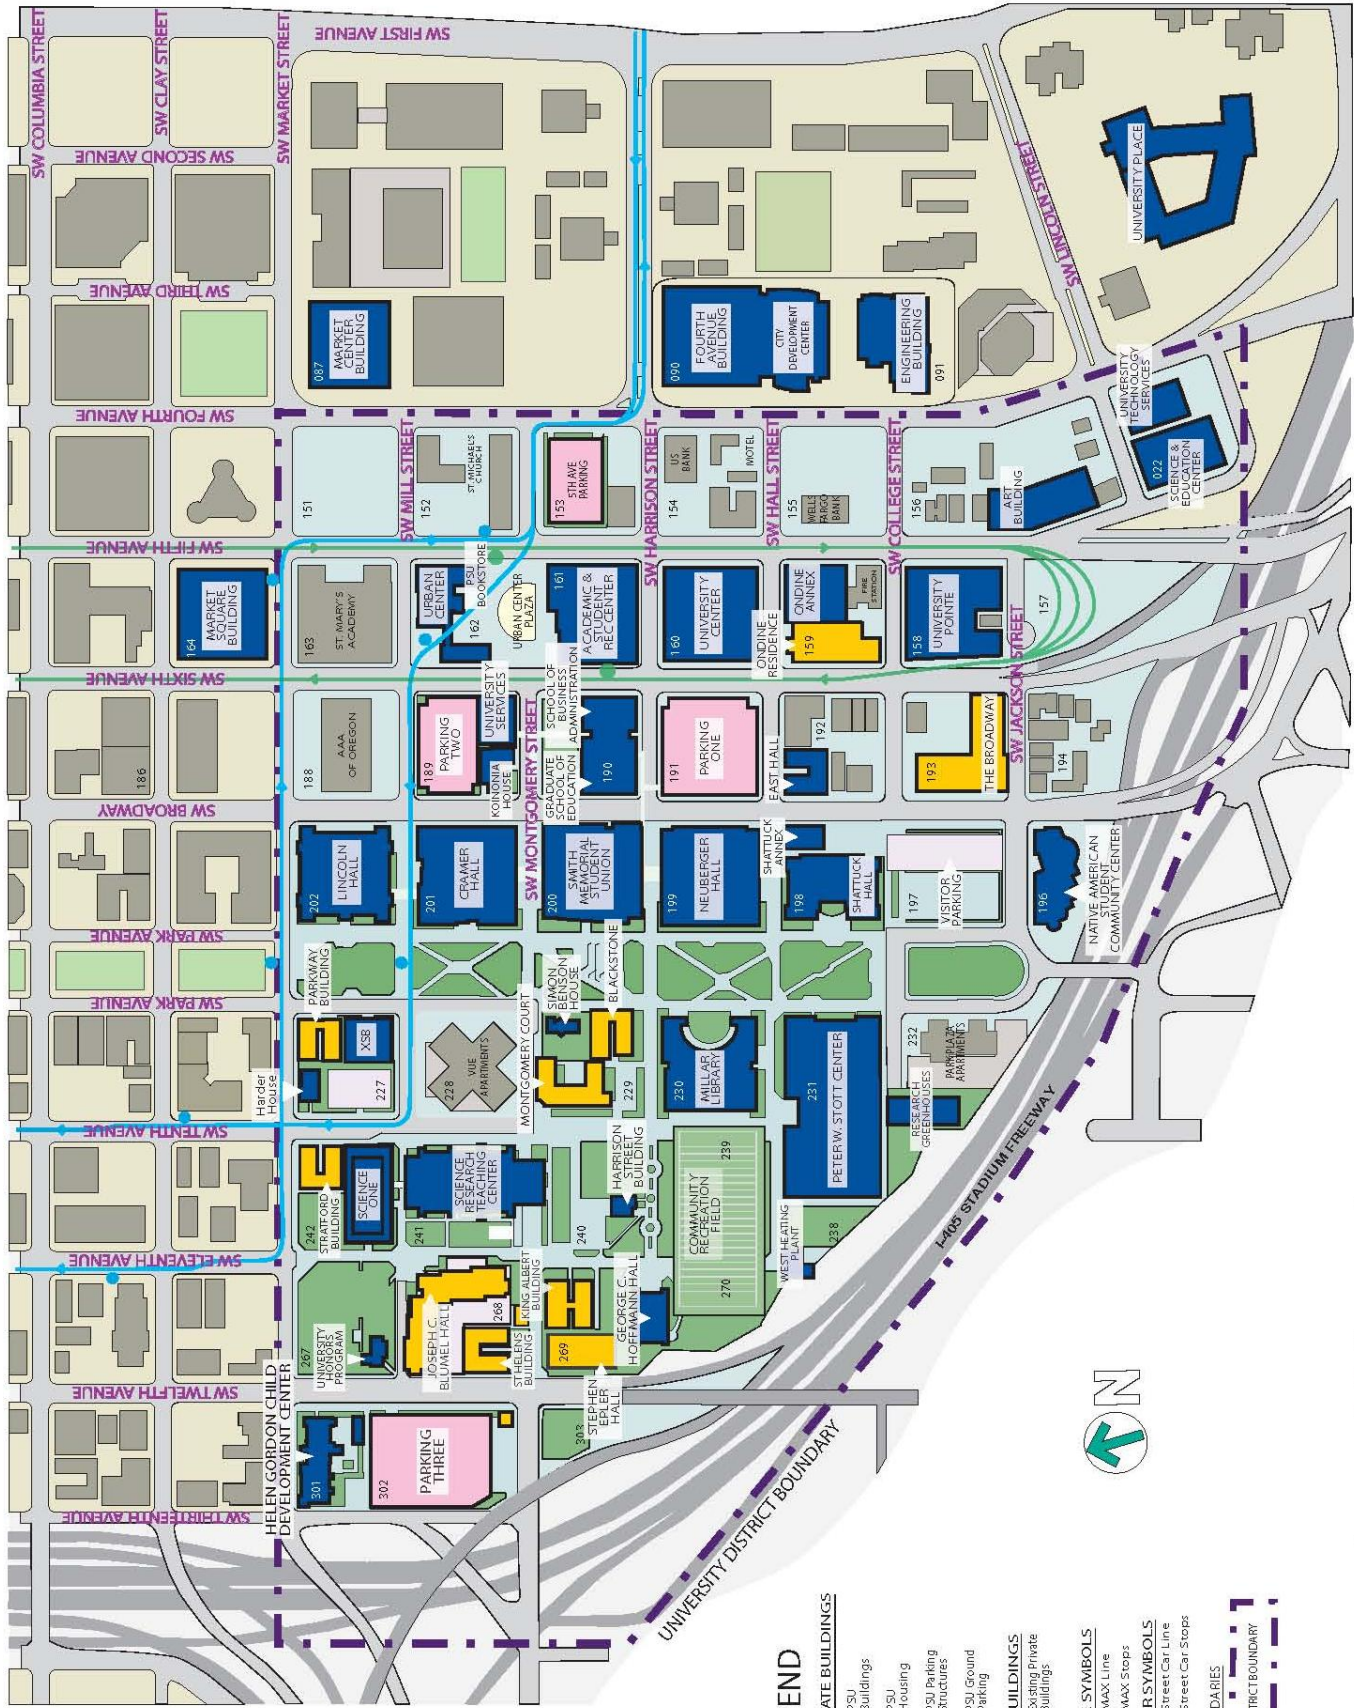 SW COLUMBIA STREET
SW CLAY STREET
SW MARKET STREET
SW FIRST AVENUE
SW SECOND AVENUE
SW THIRD AVENUE
SW FOURTH AVENUE
SW FIFTH AVENUE
SW SIXTH AVENUE
SW BROADWAY
SW PARK AVENUE
SW PARK AVENUE
SW TENTH AVENUE
SW ELEVENTH AVENUE
SW TWELFTH AVENUE
SW THIRTEENTH AVENUE
SW MILL STREET
SW MONTGOMERY STREET
SW HARRISON STREET
SW HALL STREET
SW COLLEGE STREET
SW JACKSON STREET
SW LINCOLN STREET
UNIVERSITY PLACE
087
MARKET
CENTER
BUILDING
090
FOURTH
AVENUE
BUILDING
CITY
DEVELOPMENT
CENTER
ENGINEERING
BUILDING
091
UNIVERSITY
TECHNOLOGY
SERVICES
022
SCIENCE &
EDUCATION
CENTER
151
152
ST. MICHAEL'S
CHURCH
153
5TH AVE
PARKING
154
US
BANK
MOTEL
155
WELLS
FARGO
BANK
156
ART
BUILDING
157
164
MARKET
SQUARE
BUILDING
163
ST. MARY'S
ACADEMY
URBAN
CENTER
PSU
BOOKSTORE
162
URBAN CENTER
PLAZA
161
ACADEMIC &
STUDENT
REC CENTER
160
UNIVERSITY
CENTER
ONDINE
ANNEX
FIRE
STATION
159
ONDINE
RESIDENCE
158
UNIVERSITY
POINTE
186
188
AAA
OF OREGON
189
PARKING
TWO
UNIVERSITY
SERVICES
KOINONIA
HOUSE
SCHOOL OF
BUSINESS
ADMINISTRATION
GRADUATE
SCHOOL OF
EDUCATION
190
191
PARKING
ONE
192
EAST HALL
193
THE BROADWAY
194
202
LINCOLN
HALL
201
CRAMER
HALL
200
SMITH
MEMORIAL
STUDENT
UNION
199
NEUBERGER
HALL
SHATTUCK
ANNEX
198
SHATTUCK
HALL
197
VISITOR
PARKING
196
NATIVE AMERICAN
STUDENT
COMMUNITY CENTER
PARKWAY
BUILDING
XSB
Harder
House
227
228
VUE
APARTMENTS
MONTGOMERY COURT
SIMON
BENSON
HOUSE
BLACKSTONE
229
230
MILLAR
LIBRARY
231
PETER W. STOTT CENTER
232
PARK PLAZA
APARTMENTS
RESEARCH
GREENHOUSES
242
STRATFORD
BUILDING
SCIENCE
ONE
241
SCIENCE
RESEARCH
TEACHING
CENTER
240
HARRISON
STREET
BUILDING
239
COMMUNITY
RECREATION
FIELD
270
238
WEST HEATING
PLANT
267
UNIVERSITY
HONORS
PROGRAM
JOSEPH C.
BLUMEL HALL
268
KING ALBERT
BUILDING
ST HELENS
BUILDING
269
GEORGE C.
HOFFMANN HALL
STEPHEN
EPLER
HALL
303
HELEN GORDON CHILD
DEVELOPMENT CENTER
301
302
PARKING
THREE
I-405 STADIUM FREEWAY
UNIVERSITY DISTRICT BOUNDARY
N
END
ATE BUILDINGS
PSU
Buildings
PSU
Housing
PSU Parking
Structures
PSU Ground
Parking
UILDINGS
xisiding Private
Buildings
SYMBOLS
MAX Line
MAX Stops
R SYMBOLS
Street Car Line
Street Car Stops
DARIES
TRICT BOUNDARY